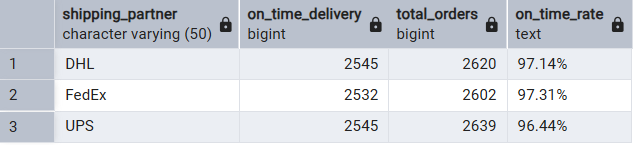 shipping_partner on_time_delivery total_orders on_time_rate
character varying (50) bigint bigint text
1 DHL 2545 2620 97.14%
2 FedEx 2532 2602 97.31%
3 UPS 2545 2639 96.44%